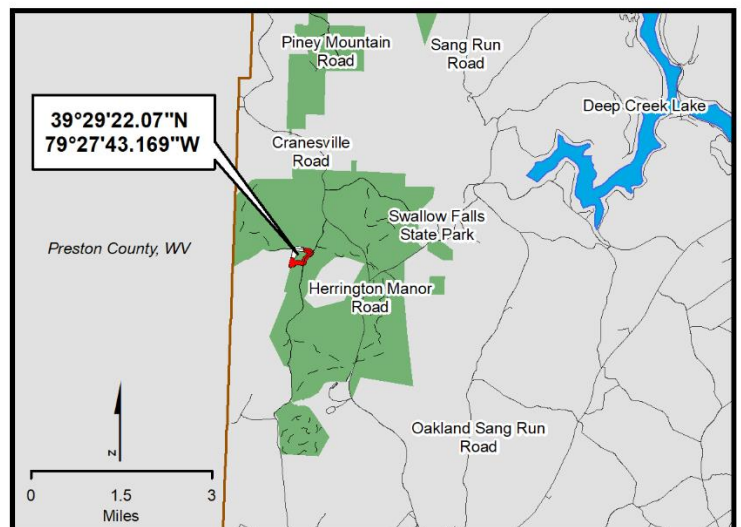 Piney Mountain
Road
Sang Run
Road
39°29'22.07"N
79°27'43.169"W
Deep Creek Lake
Cranesville
Road
Swallow Falls
State Park
Preston County, WV
Herrington Manor
Road
Oakland Sang Run
Road
N
0 1.5 3
Miles